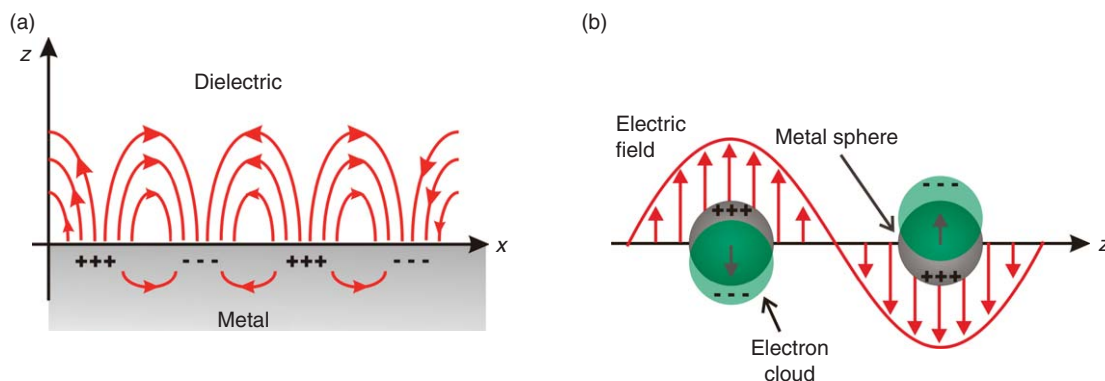 (a)
z
Dielectric
x
+++ - - - +++ - - -
Metal
(b)
Electric
field
Metal sphere
- - -
+++
z
- - -
+++
Electron
cloud